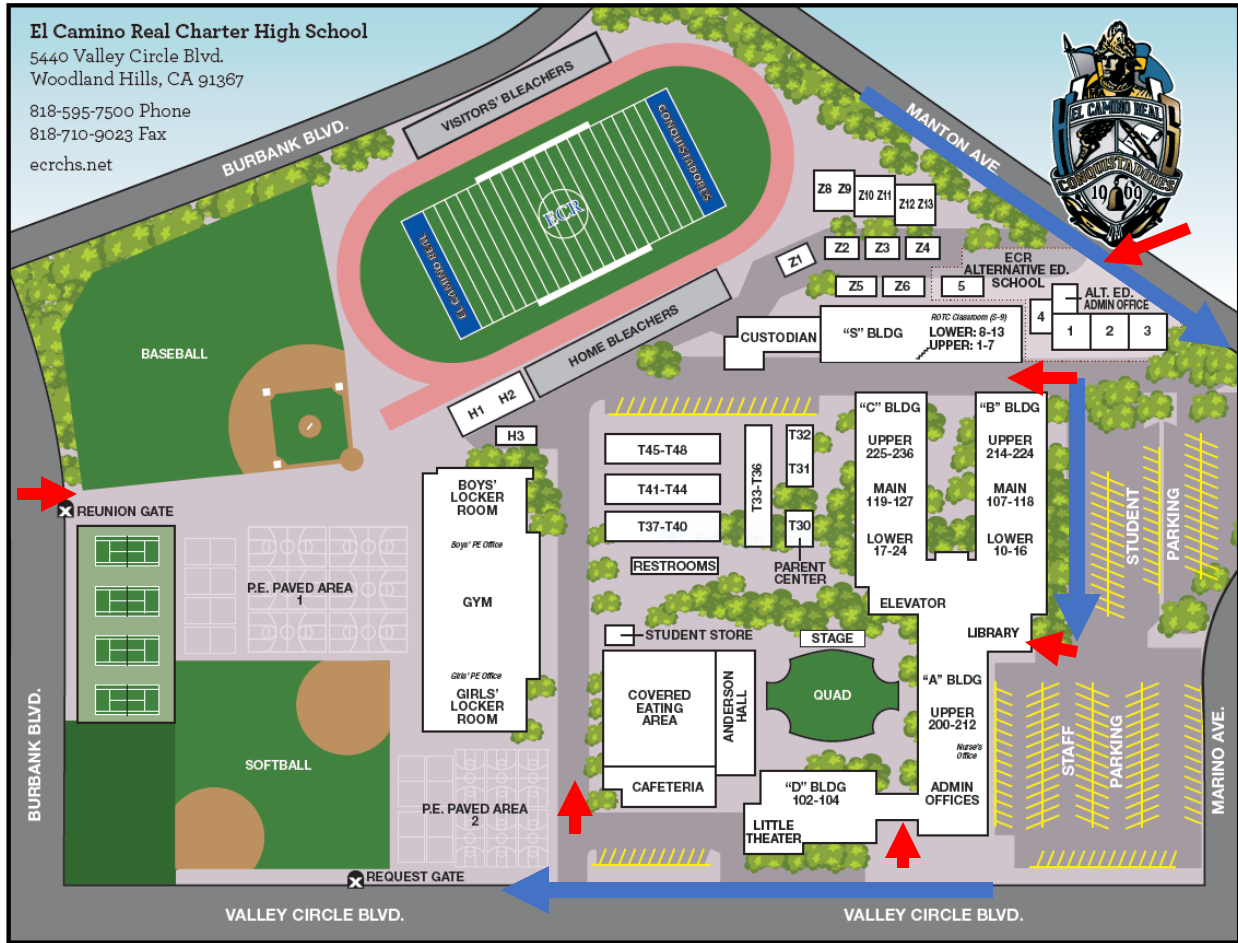 El Camino Real Charter High School
5440 Valley Circle Blvd.
Woodland Hills, CA 91367
818-595-7500 Phone
818-710-9023 Fax
ecrchs.net
BURBANK BLVD.
VISITORS' BLEACHERS
MANTON AVE.
EL CAMINO REAL
CONQUISTADORES
1969
CONQUISTADORES
ECR
EL CAMINO REAL
HOME BLEACHERS
Z8 Z9
Z10 Z11
Z12 Z13
Z2
Z3
Z4
Z1
Z5
Z6
5
ECR
ALTERNATIVE ED.
SCHOOL
ALT. ED.
ADMIN OFFICE
4
1
2
3
CUSTODIAN
"S" BLDG
ROTC Classroom (S-9)
LOWER: 8-13
UPPER: 1-7
BASEBALL
H1 H2
H3
T45-T48
T41-T44
T37-T40
T33-T36
T32
T31
T30
PARENT
CENTER
RESTROOMS
"C" BLDG
UPPER
225-236
MAIN
119-127
LOWER
17-24
"B" BLDG
UPPER
214-224
MAIN
107-118
LOWER
10-16
STUDENT
PARKING
REUNION GATE
BOYS'
LOCKER
ROOM
Boys' PE Office
GYM
Girls' PE Office
GIRLS'
LOCKER
ROOM
P.E. PAVED AREA
1
ELEVATOR
LIBRARY
STUDENT STORE
STAGE
QUAD
COVERED
EATING
AREA
ANDERSON
HALL
CAFETERIA
"A" BLDG
UPPER
200-212
Nurse's
Office
ADMIN
OFFICES
"D" BLDG
102-104
LITTLE
THEATER
STAFF
PARKING
MARINO AVE.
BURBANK BLVD.
SOFTBALL
P.E. PAVED AREA
2
REQUEST GATE
VALLEY CIRCLE BLVD.
VALLEY CIRCLE BLVD.